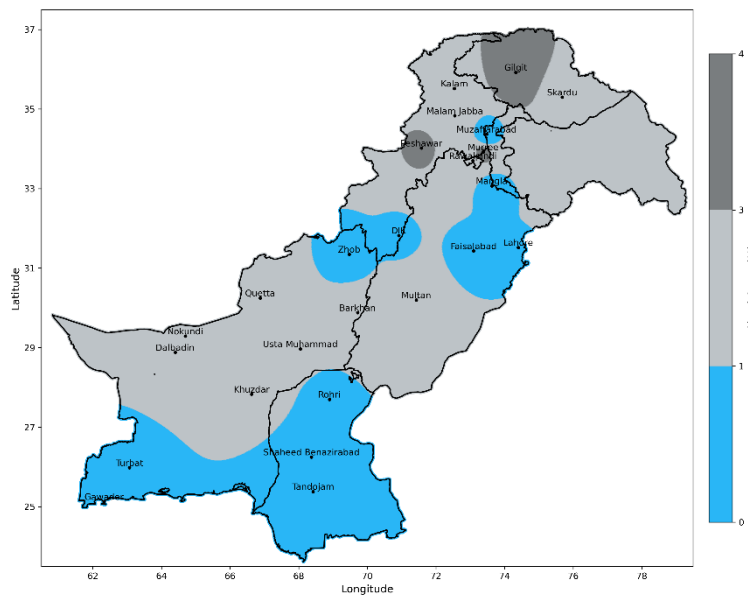 37
35
33
31
29
27
25
Latitude
62
64
66
68
70
72
74
76
78
Longitude
Gilgit
Kalam
Skardu
Malam Jabba
Muzaffarabad
Peshawar
Murree
Rawalpindi
Mangla
DIK
Zhob
Faisalabad
Lahore
Quetta
Multan
Barkhan
Nokundi
Dalbadin
Usta Muhammad
Khuzdar
Rohri
Shaheed Benazirabad
Turbat
Tandojam
Gawader
4
3
1
0